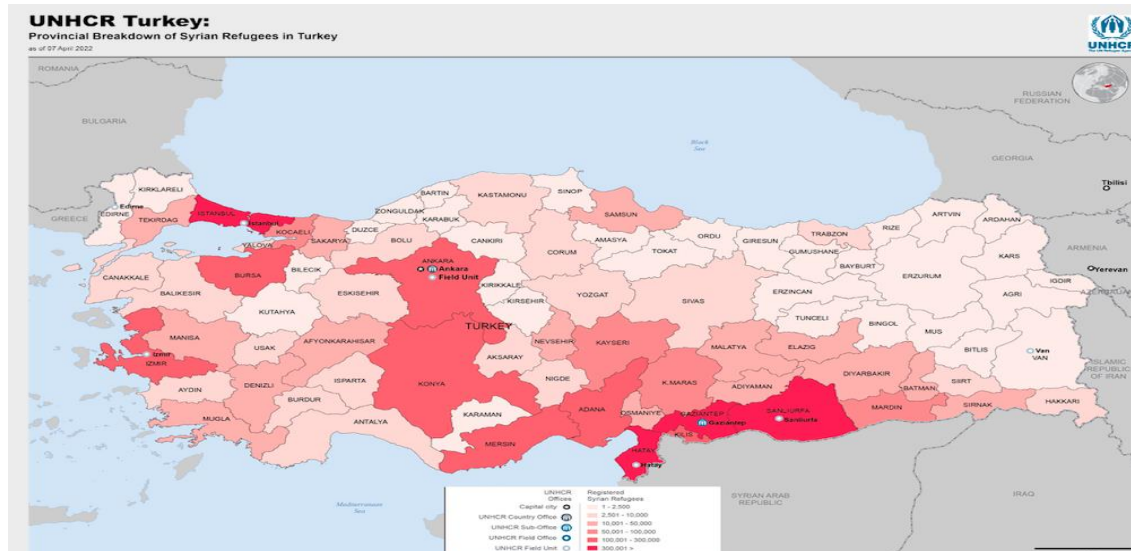 UNHCR Turkey:
Provincial Breakdown of Syrian Refugees in Turkey
as of 07 April 2022
UNHCR
ROMANIA
RUSSIAN
FEDERATION
BULGARIA
Black
Sea
GEORGIA
Tbilisi
GREECE
ARMENIA
Yerevan
KIRKLARELI
Edirne
EDIRNE
TEKIRDAG
ISTANBUL
Istanbul
KOCAELI
YALOVA
SAKARYA
DUZCE
ZONGULDAK
BARTIN
KARABUK
KASTAMONU
SINOP
SAMSUN
BOLU
CANKIRI
CORUM
AMASYA
TOKAT
ORDU
GIRESUN
GUMUSHANE
TRABZON
RIZE
ARTVIN
ARDAHAN
KARS
BAYBURT
ERZURUM
IGDIR
AGRI
CANAKKALE
BALIKESIR
BURSA
BILECIK
KUTAHYA
ESKISEHIR
ANKARA
Ankara
Field Unit
KIRIKKALE
KIRSEHIR
YOZGAT
SIVAS
ERZINCAN
TUNCELI
BINGOL
MUS
BITLIS
Van
VAN
ISLAMIC
REPUBLIC
OF IRAN
TURKEY
MANISA
Izmir
IZMIR
USAK
AFYONKARAHISAR
AKSARAY
NEVSEHIR
KAYSERI
MALATYA
ELAZIG
DIYARBAKIR
BATMAN
SIIRT
HAKKARI
SIRNAK
MARDIN
AYDIN
DENIZLI
ISPARTA
BURDUR
MUGLA
ANTALYA
KONYA
KARAMAN
NIGDE
MERSIN
ADANA
OSMANIYE
K.MARAS
ADIYAMAN
GAZIANTEP
Gaziantep
KILIS
SANLIURFA
Sanliurfa
HATAY
Hatay
SYRIAN ARAB
REPUBLIC
IRAQ
Mediterranean
Sea
UNHCR
Offices
Registered
Syrian Refugees
Capital city
1 - 2,500
UNHCR Country Office
2,501 - 10,000
UNHCR Sub-Office
10,001 - 50,000
50,001 - 100,000
UNHCR Field Office
100,001 - 300,000
UNHCR Field Unit
300,001 >